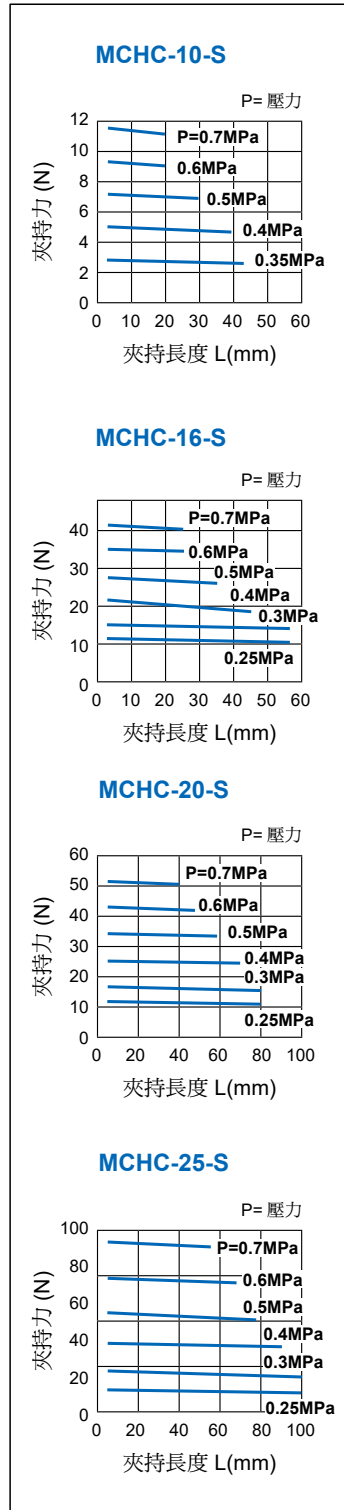 MCHC-10-S
P= 壓力
夾持力 (N)
12
10
8
6
4
2
0
P=0.7MPa
0.6MPa
0.5MPa
0.4MPa
0.35MPa
0 10 20 30 40 50 60
夾持長度 L(mm)
MCHC-16-S
P= 壓力
夾持力 (N)
40
30
20
10
0
P=0.7MPa
0.6MPa
0.5MPa
0.4MPa
0.3MPa
0.25MPa
0 10 20 30 40 50 60
夾持長度 L(mm)
MCHC-20-S
P= 壓力
夾持力 (N)
60
50
40
30
20
10
0
P=0.7MPa
0.6MPa
0.5MPa
0.4MPa
0.3MPa
0.25MPa
0 20 40 60 80 100
夾持長度 L(mm)
MCHC-25-S
P= 壓力
夾持力 (N)
100
80
60
40
20
0
P=0.7MPa
0.6MPa
0.5MPa
0.4MPa
0.3MPa
0.25MPa
0 20 40 60 80 100
夾持長度 L(mm)